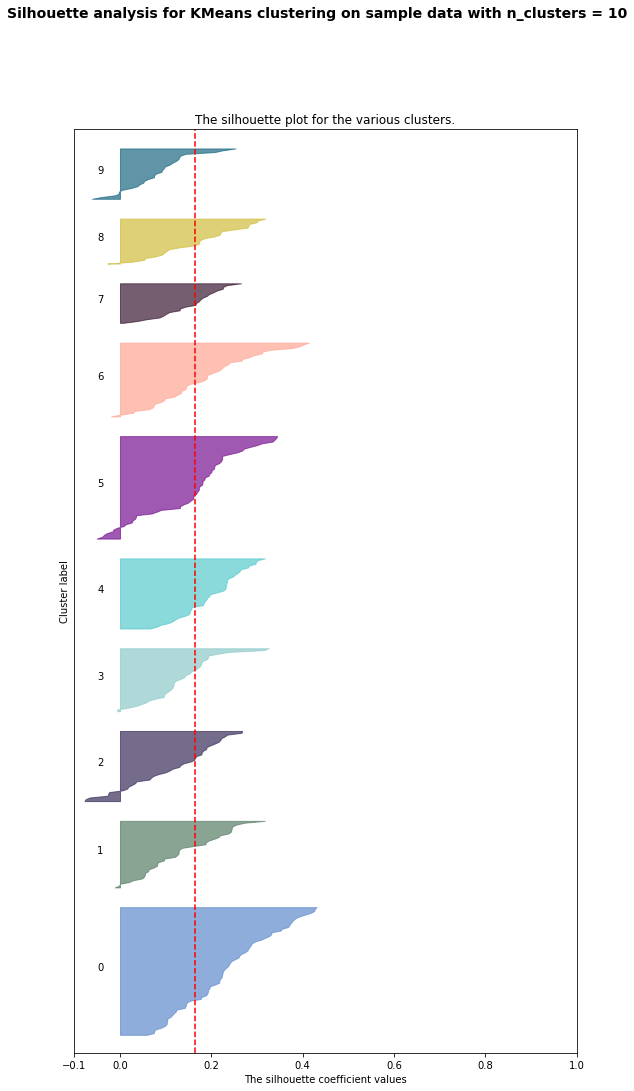 Silhouette analysis for KMeans clustering on sample data with n_clusters = 10
The silhouette plot for the various clusters.
9
8
7
6
5
4
3
2
1
0
Cluster label
−0.1 0.0 0.2 0.4 0.6 0.8 1.0
The silhouette coefficient values